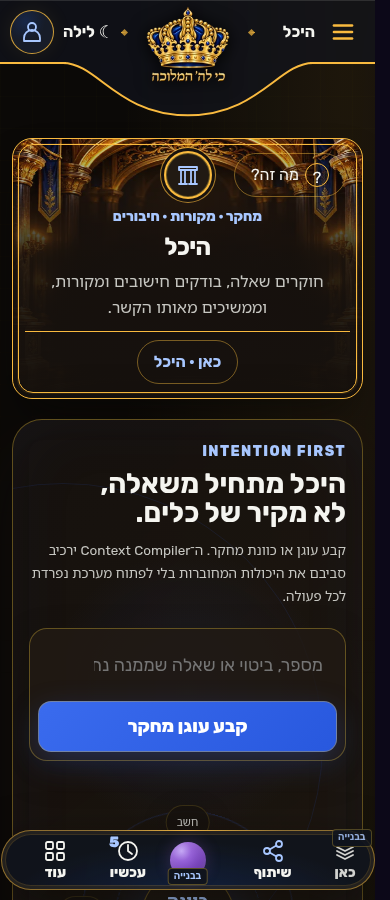 היכל
☾ לילה
כי לה' המלוכה
? מה זה?
מחקר • מקורות • חיבורים
היכל
חוקרים שאלה, בודקים חישובים ומקורות,
וממשיכים מאותו הקשר.
כאן • היכל
INTENTION FIRST
היכל מתחיל משאלה,
לא מקיר של כלים.
קבע עוגן או כוונת מחקר. ה־Context Compiler ירכיב
סביבם את היכולות המחוברות בלי לפתוח מערכת נפרדת
לכל פעולה.
מספר, ביטוי או שאלה שממנה
קבע עוגן מחקר
חשב
בבנייה
כאן
שיתוף
בבנייה
5
עכשיו
עוד